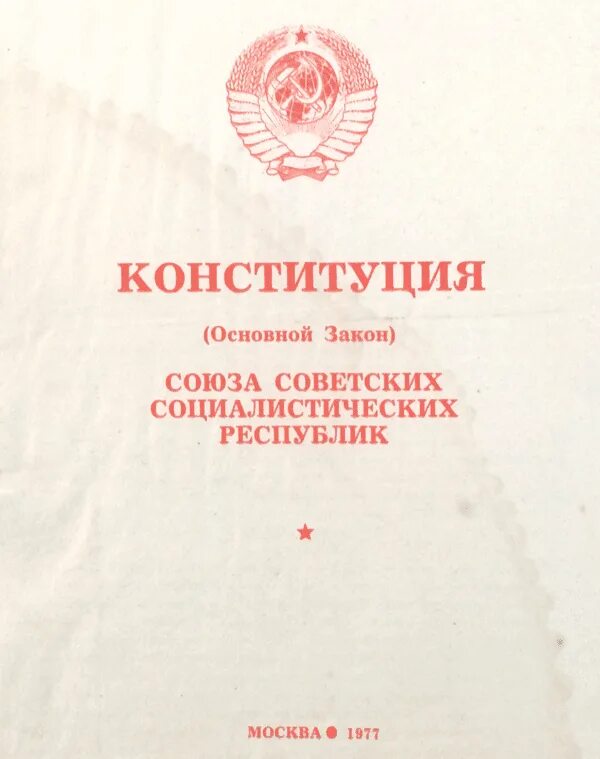 КОНСТИТУЦИЯ
(Основной Закон)
СОЮЗА СОВЕТСКИХ
СОЦИАЛИСТИЧЕСКИХ
РЕСПУБЛИК
МОСКВА ● 1977